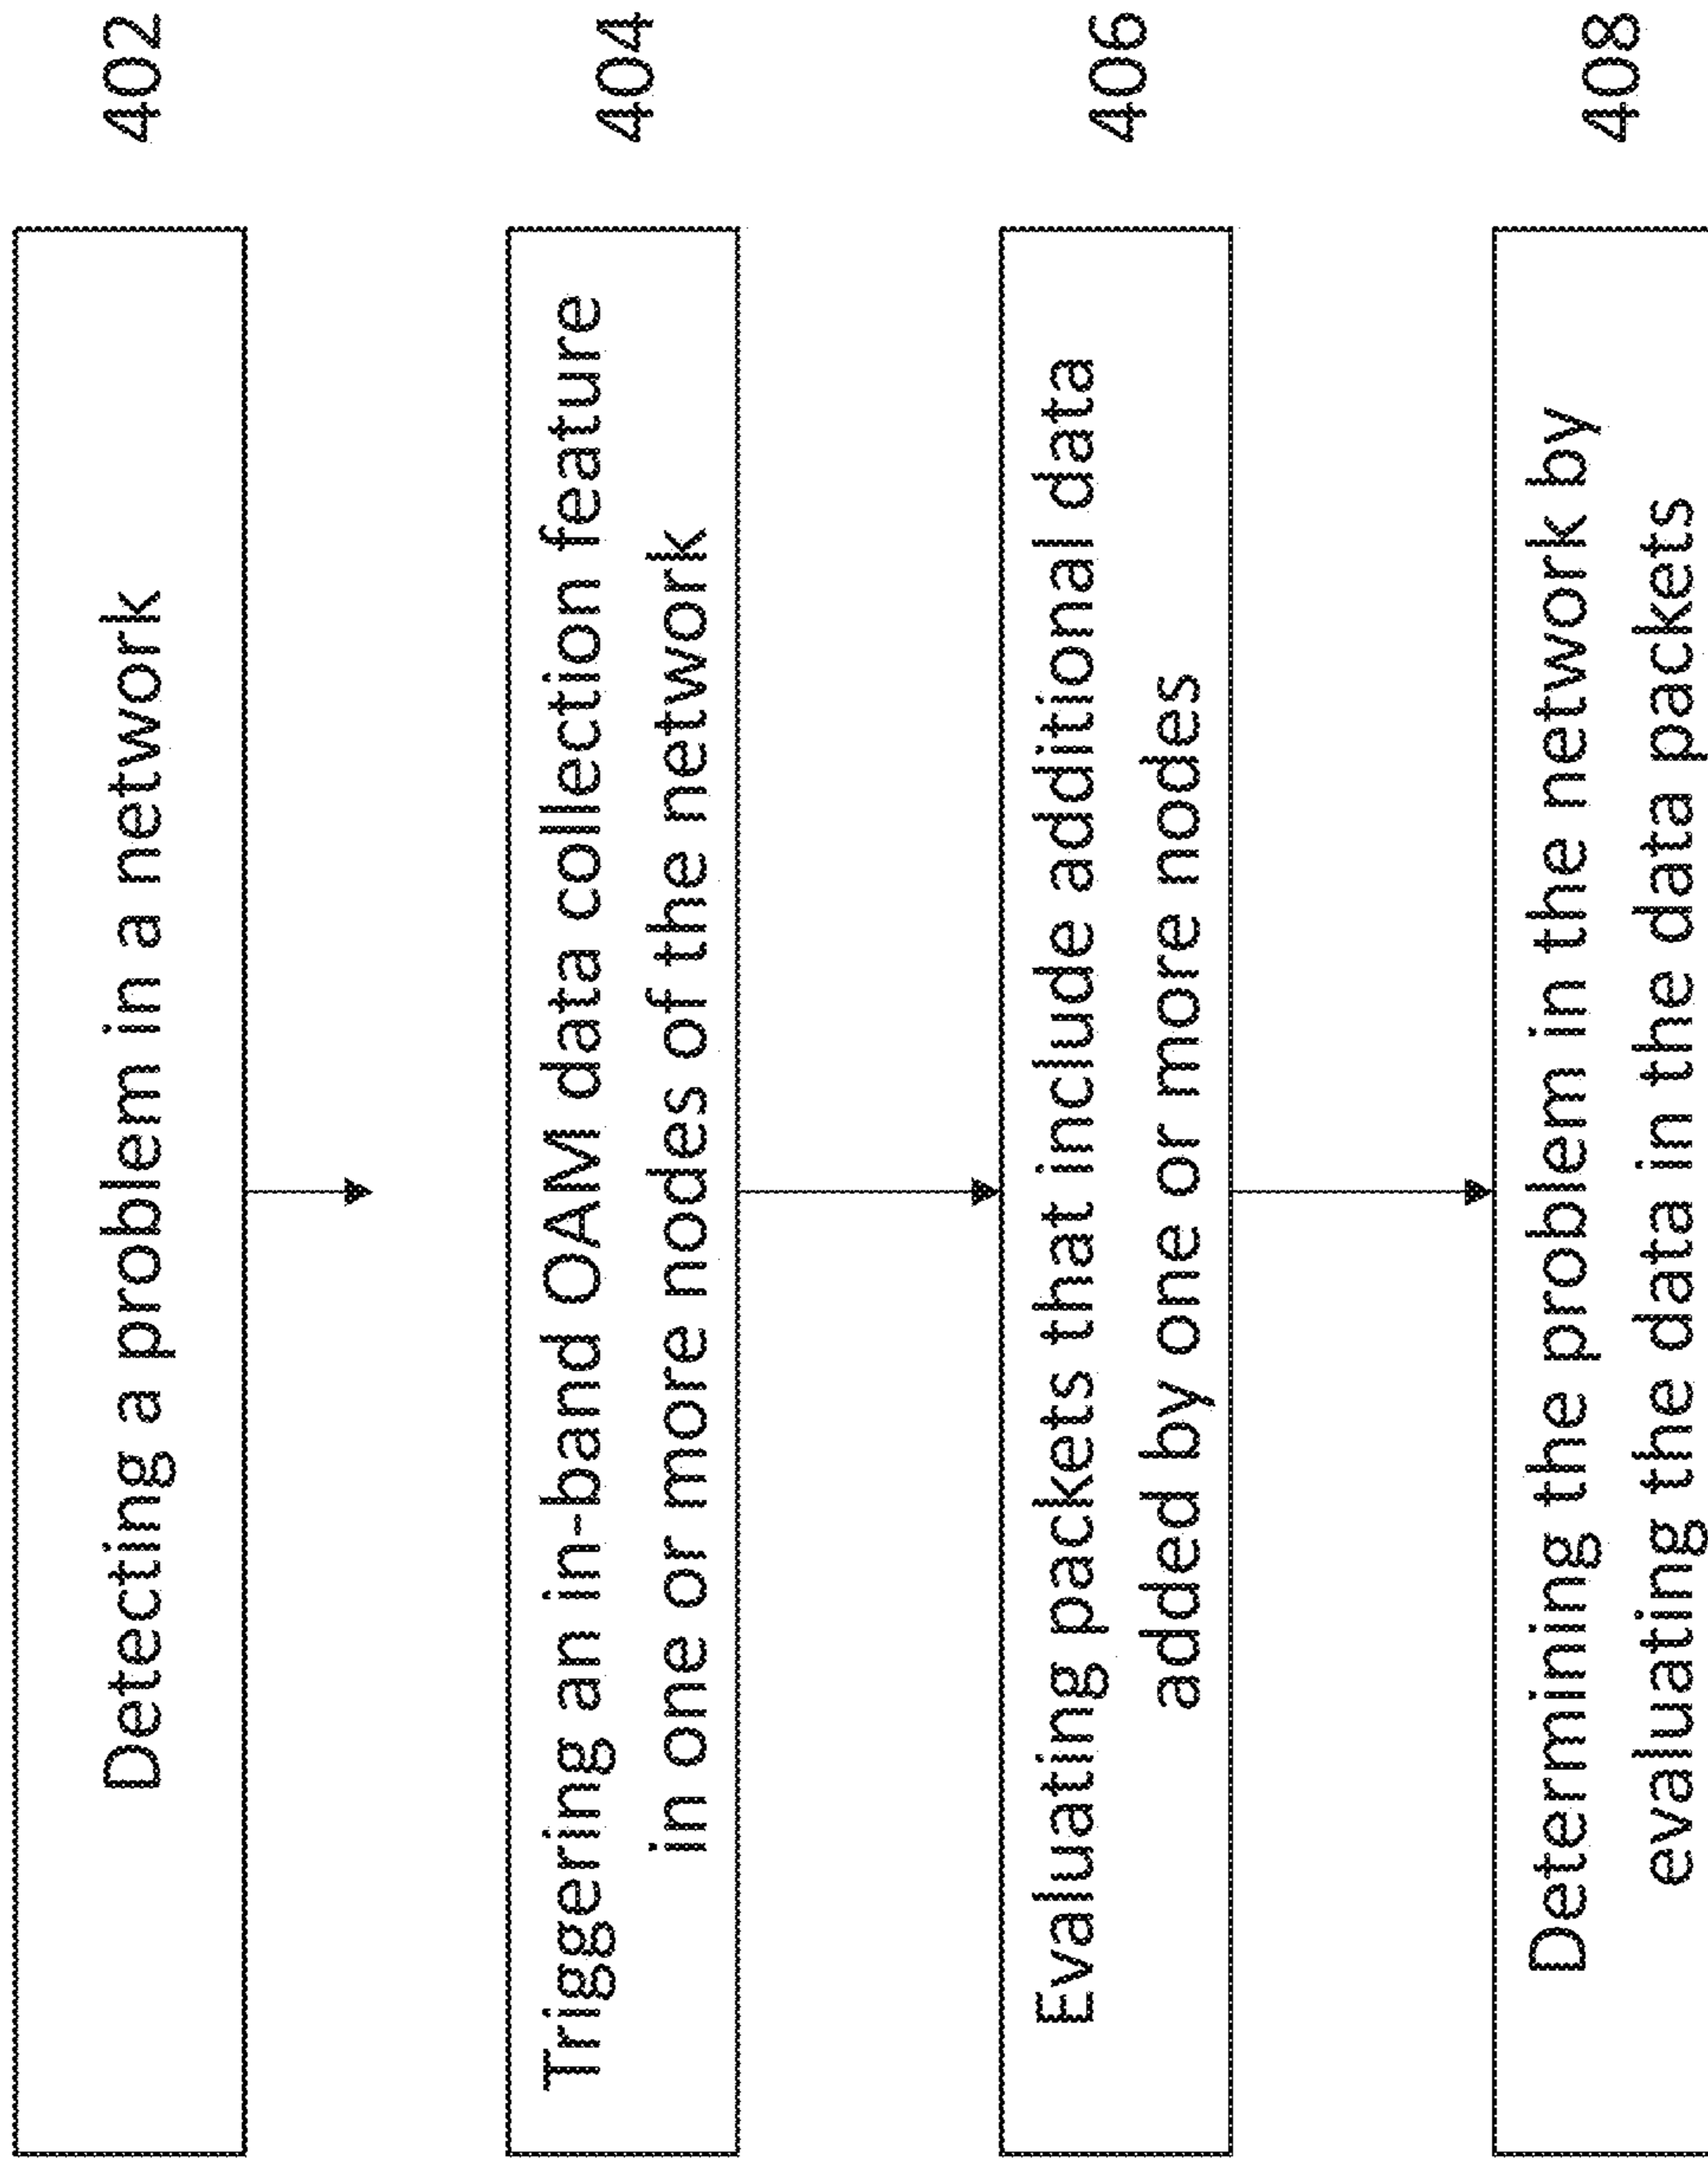 Detecting a problem in a network
402
Triggering an in-band OAM data collection feature
in one or more nodes of the network
404
Evaluating packets that include additional data
added by one or more nodes
406
Determining the problem in the network by
evaluating the data in the data packets
408